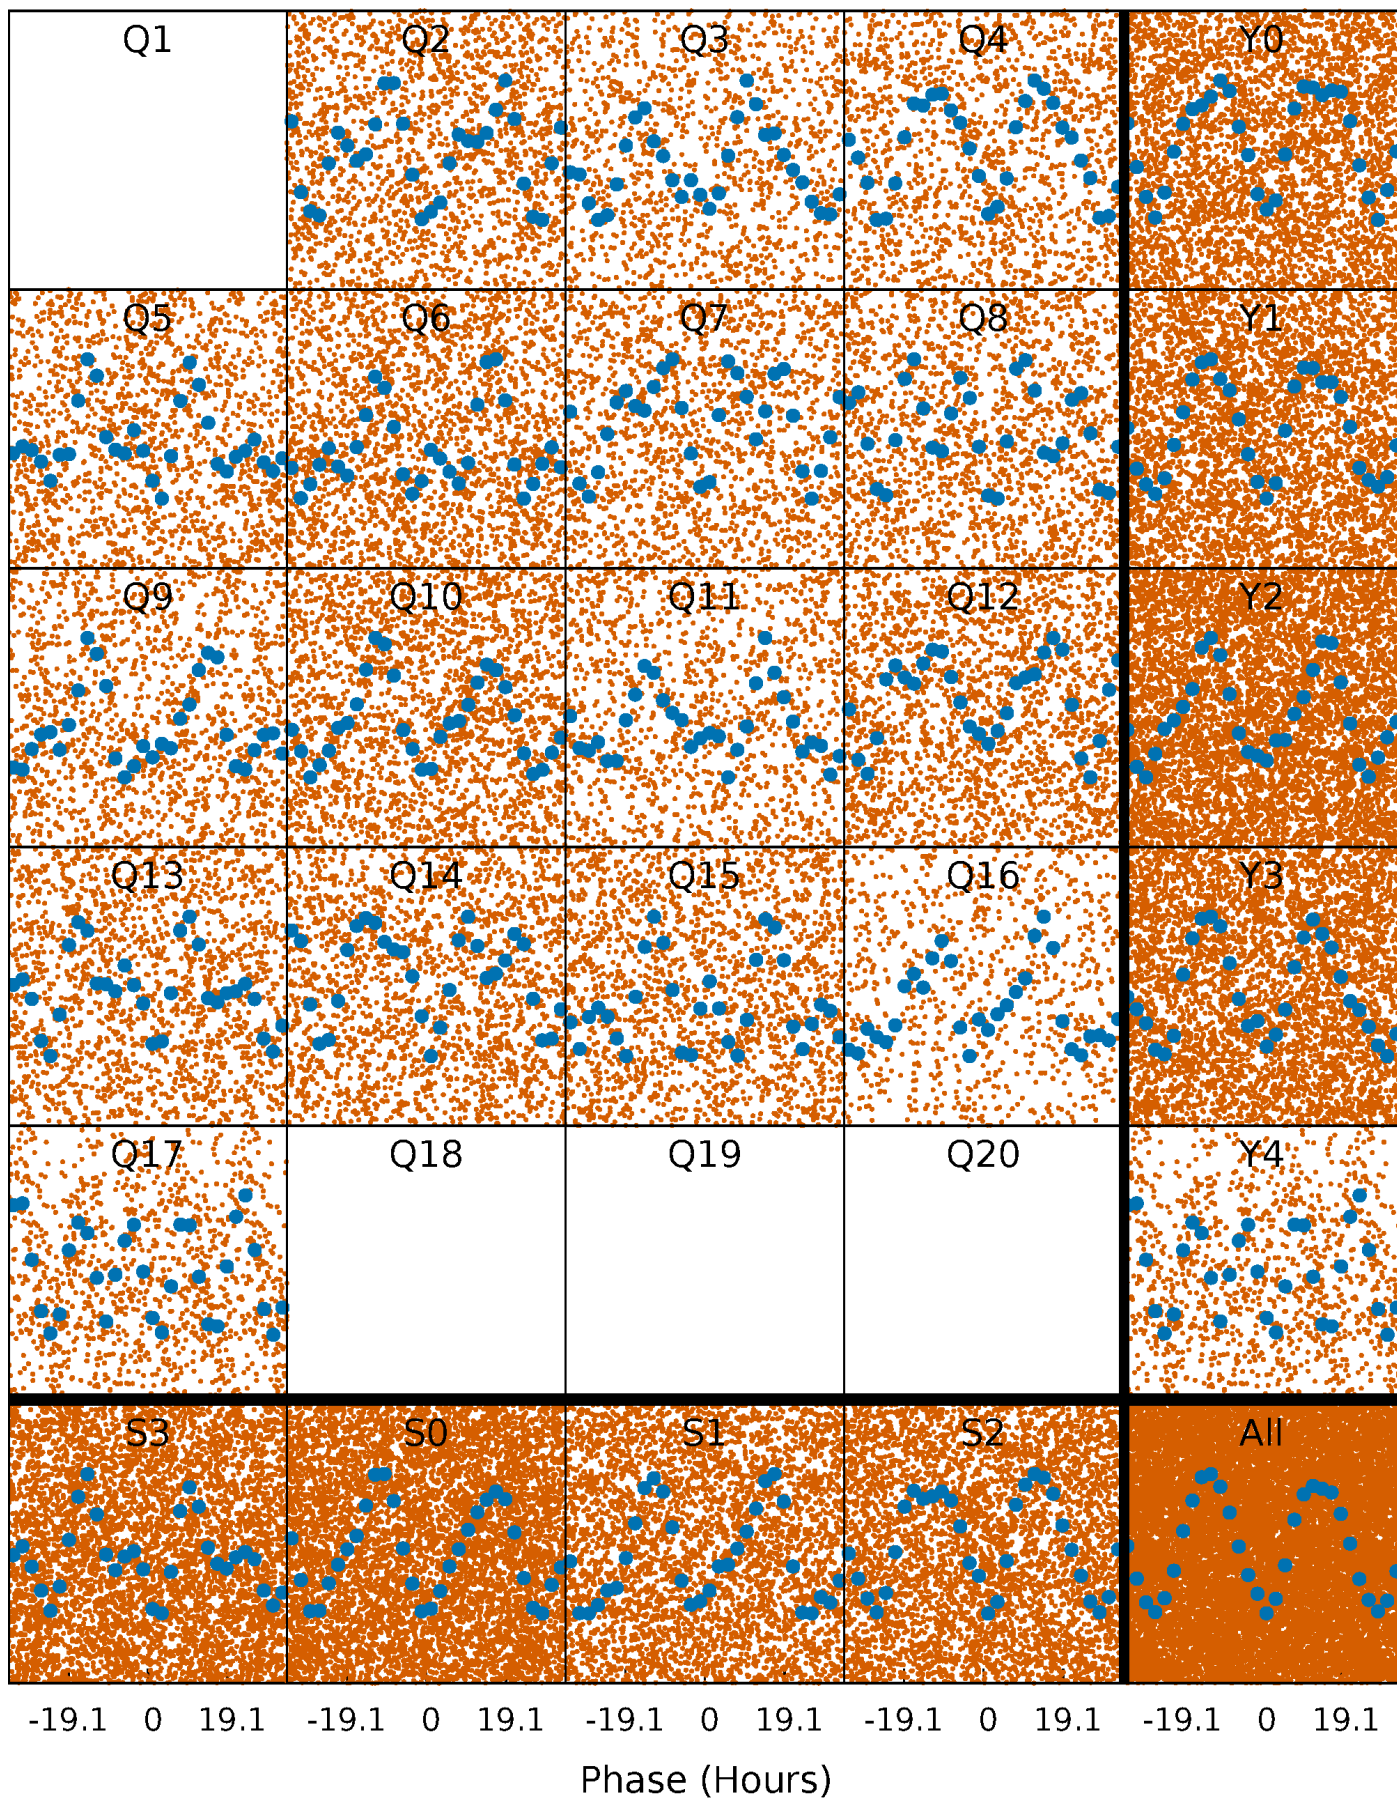 Q1 Q2 Q3 Q4 Y0
Q5 Q6 Q7 Q8 Y1
Q9 Q10 Q11 Q12 Y2
Q13 Q14 Q15 Q16 Y3
Q17 Q18 Q19 Q20 Y4
S3 S0 S1 S2 All
-19.1 0 19.1 -19.1 0 19.1 -19.1 0 19.1 -19.1 0 19.1 -19.1 0 19.1
Phase (Hours)